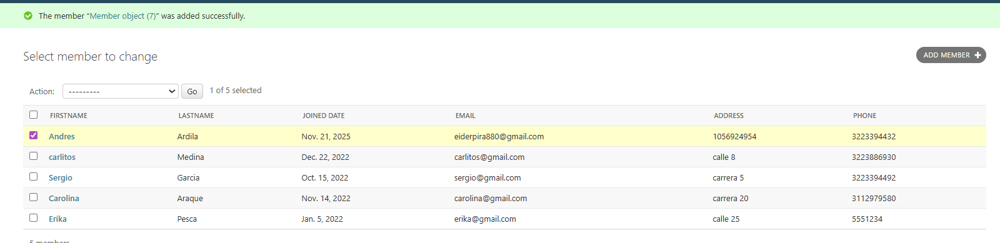 The member “Member object (7)” was added successfully.
Select member to change
ADD MEMBER +
Action: --------- Go 1 of 5 selected
FIRSTNAME LASTNAME JOINED DATE EMAIL ADDRESS PHONE
Andres Ardila Nov. 21, 2025 eiderpira880@gmail.com 1056924954 3223394432
carlitos Medina Dec. 22, 2022 carlitos@gmail.com calle 8 3223886930
Sergio Garcia Oct. 15, 2022 sergio@gmail.com carrera 5 3223394492
Carolina Araque Nov. 14, 2022 carolina@gmail.com carrera 20 3112979580
Erika Pesca Jan. 5, 2022 erika@gmail.com calle 25 5551234
5 members